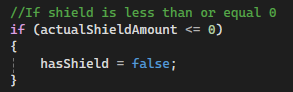 //If shield is less than or equal 0
if (actualShieldAmount <= 0)
{
    hasShield = false;
}